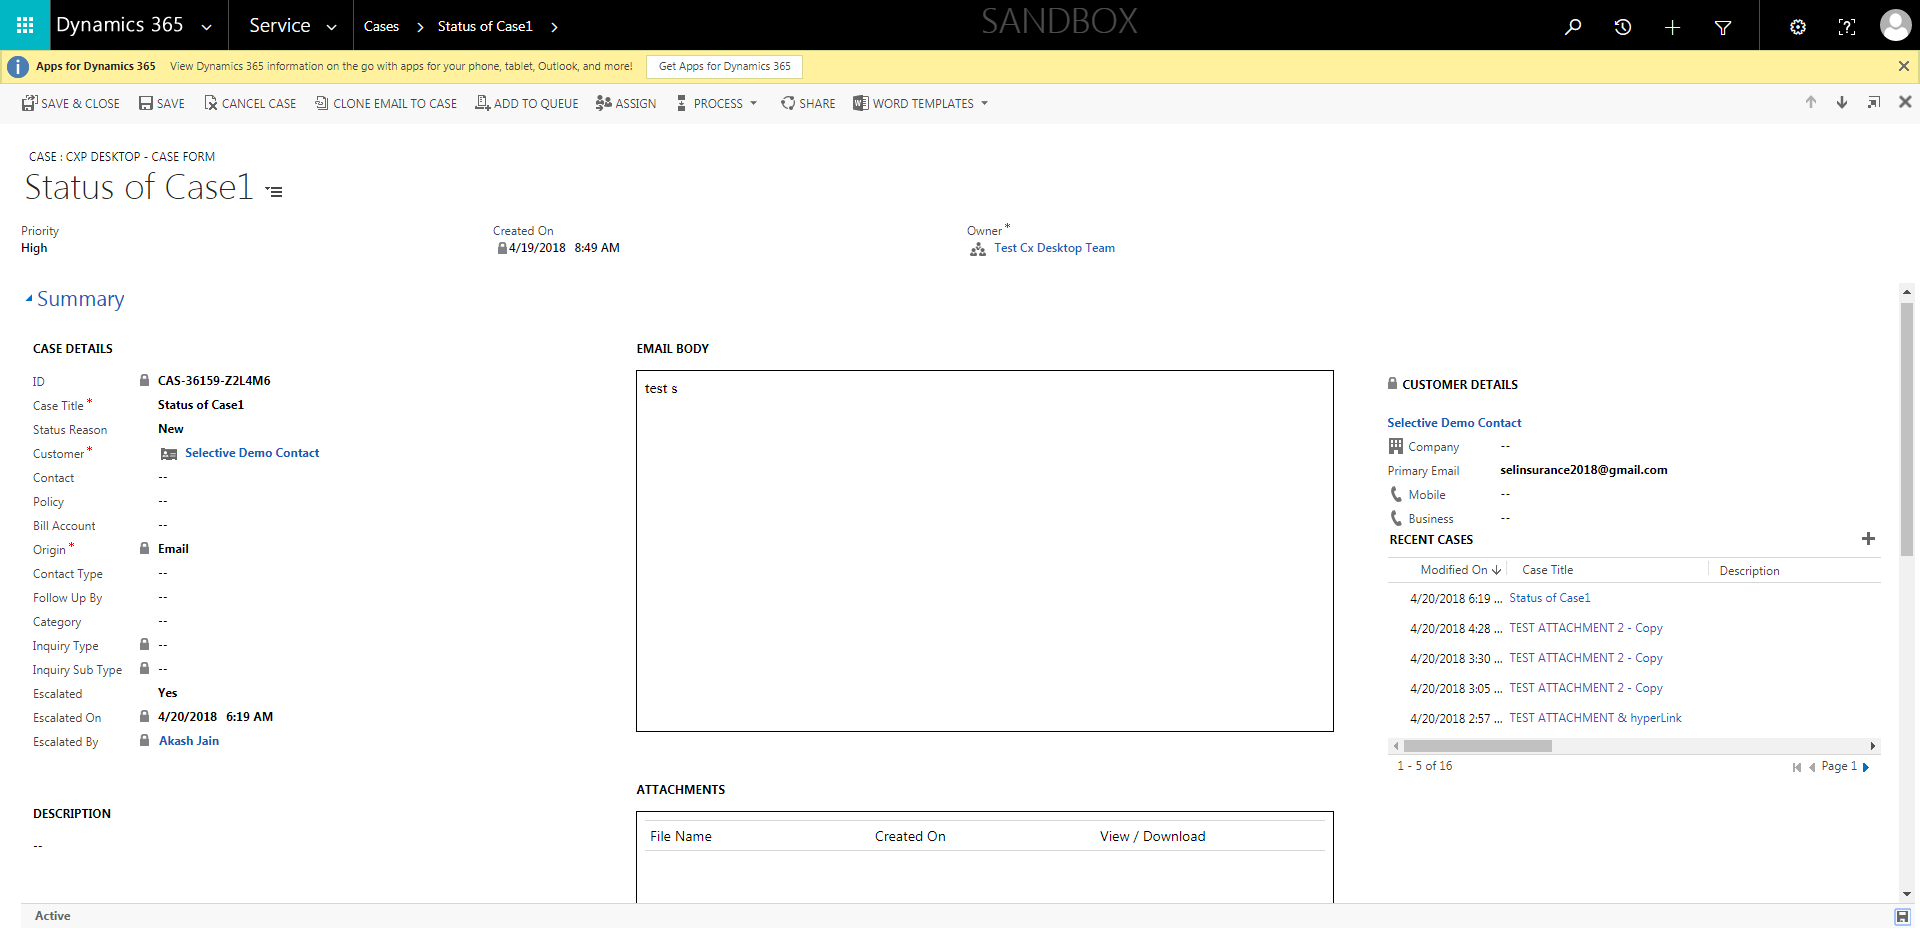 Dynamics 365
Service
Cases
Status of Case1
SANDBOX
Apps for Dynamics 365 View Dynamics 365 information on the go with apps for your phone, tablet, Outlook, and more! Get Apps for Dynamics 365
SAVE & CLOSE SAVE CANCEL CASE CLONE EMAIL TO CASE ADD TO QUEUE ASSIGN PROCESS SHARE WORD TEMPLATES
CASE : CXP DESKTOP - CASE FORM
Status of Case1
Priority
High
Created On
4/19/2018 8:49 AM
Owner *
Test Cx Desktop Team
Summary
CASE DETAILS
ID CAS-36159-Z2L4M6
Case Title * Status of Case1
Status Reason New
Customer * Selective Demo Contact
Contact --
Policy --
Bill Account --
Origin * Email
Contact Type --
Follow Up By --
Category --
Inquiry Type --
Inquiry Sub Type --
Escalated Yes
Escalated On 4/20/2018 6:19 AM
Escalated By Akash Jain
DESCRIPTION
--
EMAIL BODY
test s
ATTACHMENTS
File Name Created On View / Download
CUSTOMER DETAILS
Selective Demo Contact
Company --
Primary Email selinsurance2018@gmail.com
Mobile --
Business --
RECENT CASES
Modified On Case Title Description
4/20/2018 6:19 ... Status of Case1
4/20/2018 4:28 ... TEST ATTACHMENT 2 - Copy
4/20/2018 3:30 ... TEST ATTACHMENT 2 - Copy
4/20/2018 3:05 ... TEST ATTACHMENT 2 - Copy
4/20/2018 2:57 ... TEST ATTACHMENT & hyperLink
1 - 5 of 16 Page 1
Active